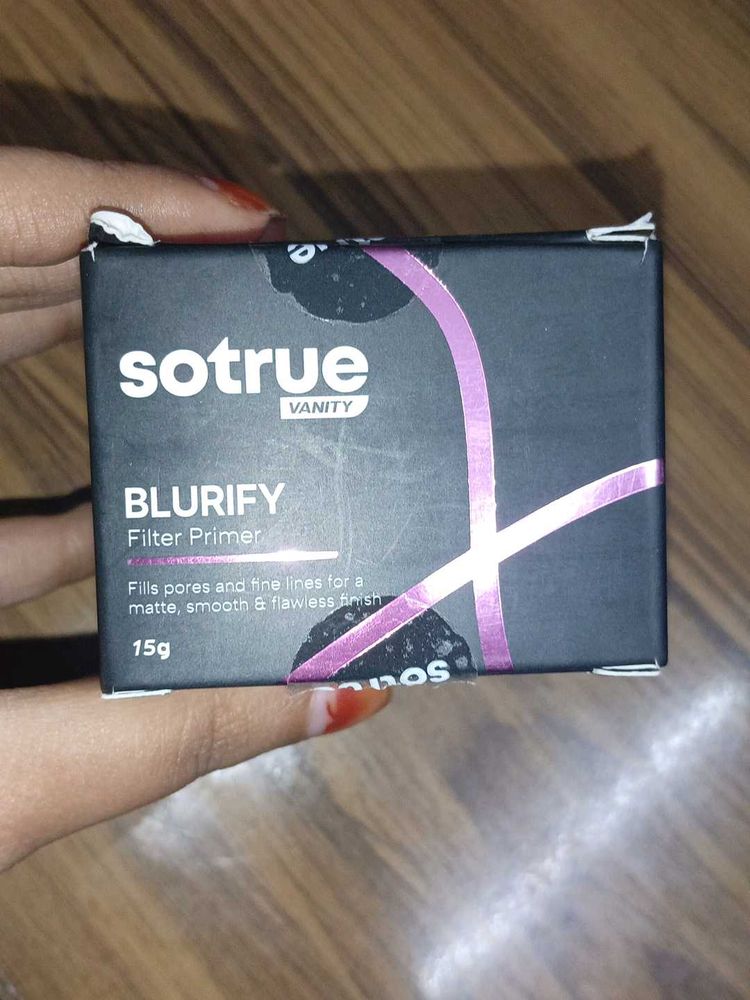 sotrue
VANITY
BLURIFY
Filter Primer
Fills pores and fine lines for a
matte, smooth & flawless finish
15g